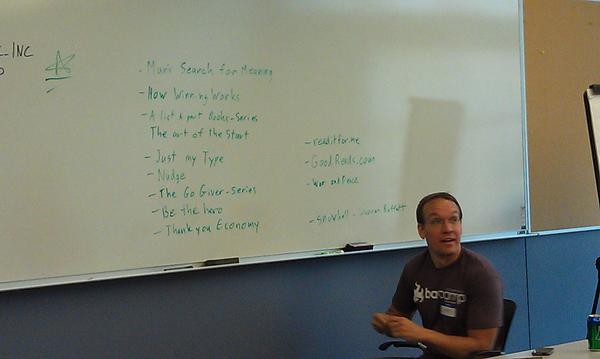 -INC
- Man's Search for Meaning
- How Winning Works
- A list a part Books-Series
The art of the Start
- Just my Type
- Nudge
- The Go Giver-Series
- Be the hero
- Thank you Economy
- readitforme
- GoodReads.com
- War and Peace
- Snowball - Warren Buffett
barcamp